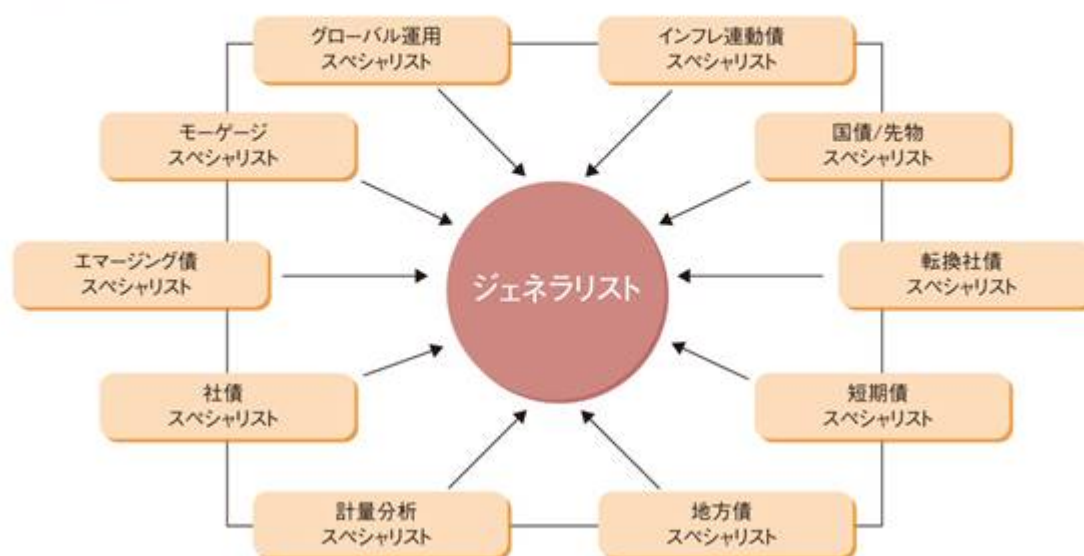 グローバル運用
スペシャリスト
インフレ連動債
スペシャリスト
モーゲージ
スペシャリスト
国債/先物
スペシャリスト
エマージング債
スペシャリスト
ジェネラリスト
転換社債
スペシャリスト
社債
スペシャリスト
短期債
スペシャリスト
計量分析
スペシャリスト
地方債
スペシャリスト